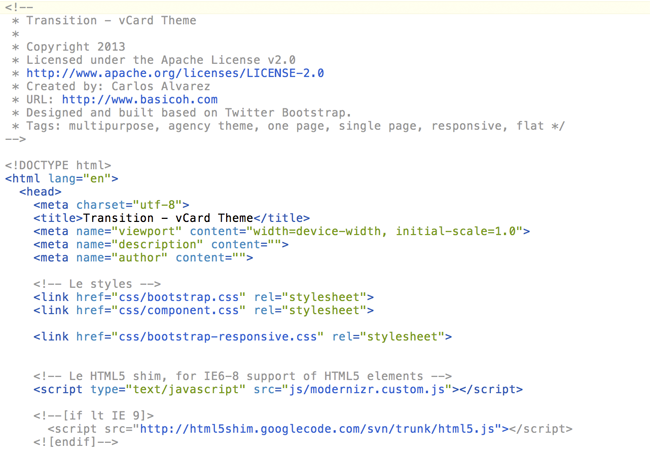 <!--
 * Transition - vCard Theme
 *
 * Copyright 2013
 * Licensed under the Apache License v2.0
 * http://www.apache.org/licenses/LICENSE-2.0
 * Created by: Carlos Alvarez
 * URL: http://www.basicoh.com
 * Designed and built based on Twitter Bootstrap.
 * Tags: multipurpose, agency theme, one page, single page, responsive, flat */
-->
<!DOCTYPE html>
<html lang="en">
  <head>
    <meta charset="utf-8">
    <title>Transition - vCard Theme</title>
    <meta name="viewport" content="width=device-width, initial-scale=1.0">
    <meta name="description" content="">
    <meta name="author" content="">
    <!-- Le styles -->
    <link href="css/bootstrap.css" rel="stylesheet">
    <link href="css/component.css" rel="stylesheet">
    <link href="css/bootstrap-responsive.css" rel="stylesheet">
    <!-- Le HTML5 shim, for IE6-8 support of HTML5 elements -->
    <script type="text/javascript" src="js/modernizr.custom.js"></script>
    <!--[if lt IE 9]>
      <script src="http://html5shim.googlecode.com/svn/trunk/html5.js"></script>
    <![endif]-->